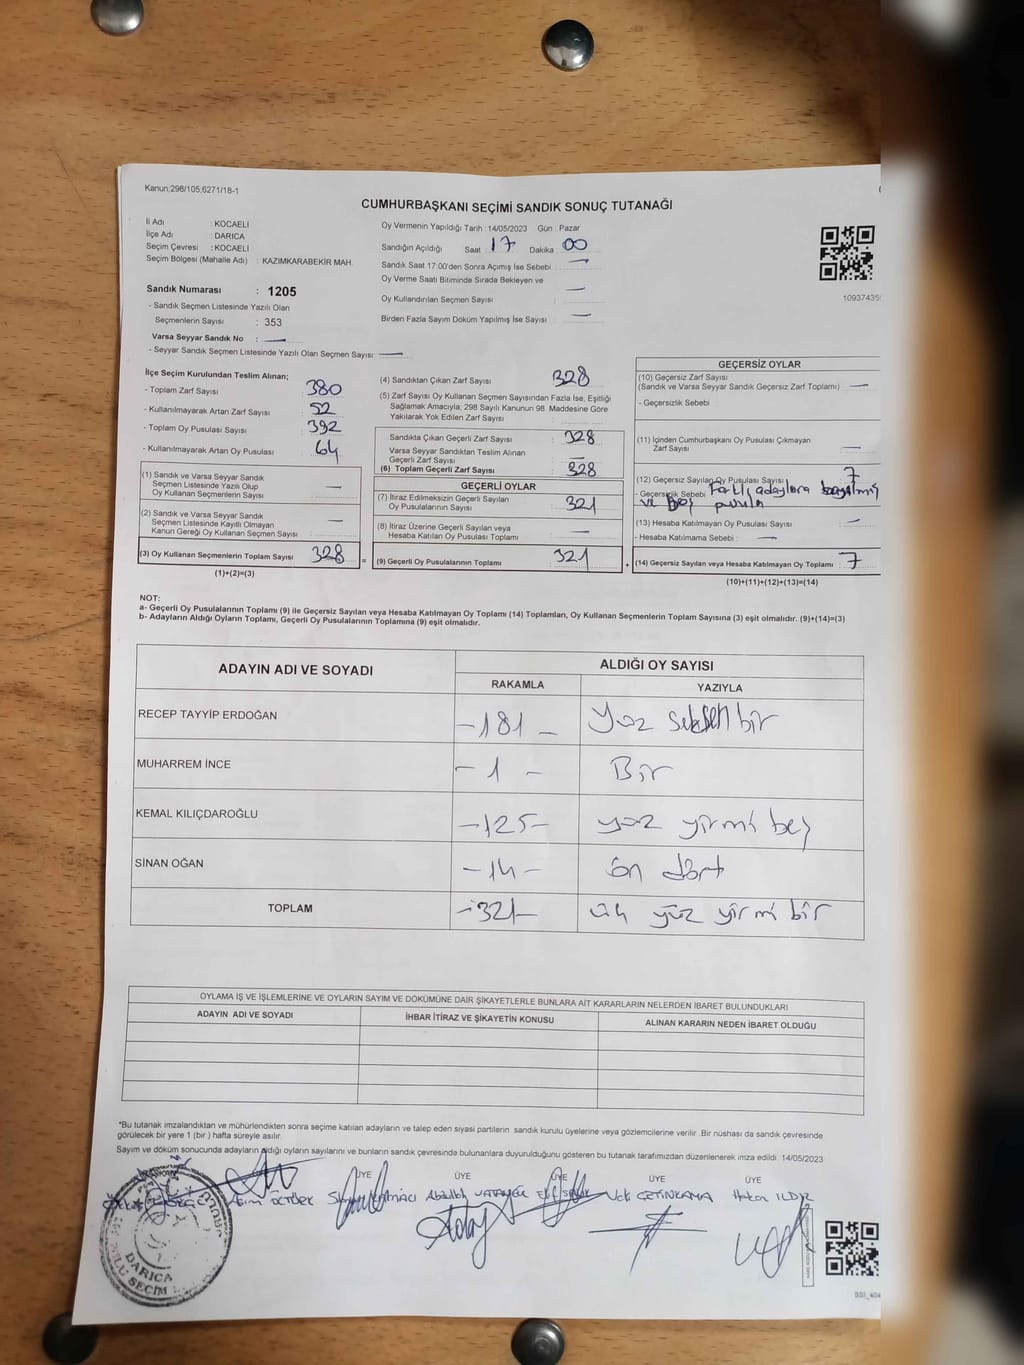 Kanun;298/105;6271/18-1
CUMHURBAŞKANI SEÇİMİ SANDIK SONUÇ TUTANAĞI
İl Adı : KOCAELİ
İlçe Adı : DARICA
Seçim Çevresi : KOCAELİ
Seçim Bölgesi (Mahalle Adı) : KAZIMKARABEKİR MAH.
Sandık Numarası : 1205
- Sandık Seçmen Listesinde Yazılı Olan
Seçmenlerin Sayısı : 353
Varsa Seyyar Sandık No : —
- Seyyar Sandık Seçmen Listesinde Yazılı Olan Seçmen Sayısı: —
Oy Vermenin Yapıldığı Tarih :14/05/2023 Gün : Pazar
Sandığın Açıldığı Saat : 17 Dakika : 00
Sandık Saat 17:00'den Sonra Açımış İse Sebebi : —
Oy Verme Saati Bitiminde Sırada Bekleyen ve
Oy Kullandırılan Seçmen Sayısı : —
Birden Fazla Sayım Döküm Yapılmış İse Sayısı : —
10937435
İlçe Seçim Kurulundan Teslim Alınan;
- Toplam Zarf Sayısı : 380
- Kullanılmayarak Artan Zarf Sayısı : 52
- Toplam Oy Pusulası Sayısı : 392
- Kullanılmayarak Artan Oy Pusulası : 64
(1) Sandık ve Varsa Seyyar Sandık
Seçmen Listesinde Yazılı Olup
Oy Kullanan Seçmenlerin Sayısı : —
(2) Sandık ve Varsa Seyyar Sandık
Seçmen Listesinde Kayıtlı Olmayan
Kanun Gereği Oy Kullanan Seçmen Sayısı : —
(3) Oy Kullanan Seçmenlerin Toplam Sayısı : 328 =
(1)+(2)=(3)
(4) Sandıktan Çıkan Zarf Sayısı : 328
(5) Zarf Sayısı Oy Kullanan Seçmen Sayısından Fazla İse, Eşitliği
Sağlamak Amacıyla; 298 Sayılı Kanunun 98. Maddesine Göre
Yakılarak Yok Edilen Zarf Sayısı :
Sandıkta Çıkan Geçerli Zarf Sayısı : 328
Varsa Seyyar Sandıktan Teslim Alınan
Geçerli Zarf Sayısı : —
(6) Toplam Geçerli Zarf Sayısı : 328
GEÇERLİ OYLAR
(7) İtiraz Edilmeksizin Geçerli Sayılan
Oy Pusulalarının Sayısı : 321
(8) İtiraz Üzerine Geçerli Sayılan veya
Hesaba Katılan Oy Pusulası Toplamı : —
(9) Geçerli Oy Pusulalarının Toplamı : 321 +
GEÇERSİZ OYLAR
(10) Geçersiz Zarf Sayısı
(Sandık ve Varsa Seyyar Sandık Geçersiz Zarf Toplamı) : —
- Geçersizlik Sebebi :
(11) İçinden Cumhurbaşkanı Oy Pusulası Çıkmayan
Zarf Sayısı : —
(12) Geçersiz Sayılan Oy Pusulası Sayısı : 7
- Geçersizlik Sebebi : Farklı adaylara
ve Boş pusula
(13) Hesaba Katılmayan Oy Pusulası Sayısı : —
- Hesaba Katılmama Sebebi : —
(14) Geçersiz Sayılan veya Hesaba Katılmayan Oy Toplamı : 7
(10)+(11)+(12)+(13)=(14)
NOT:
a- Geçerli Oy Pusulalarının Toplamı (9) ile Geçersiz Sayılan veya Hesaba Katılmayan Oy Toplamı (14) Toplamları, Oy Kullanan Seçmenlerin Toplam Sayısına (3) eşit olmalıdır. (9)+(14)=(3)
b- Adayların Aldığı Oyların Toplamı, Geçerli Oy Pusulalarının Toplamına (9) eşit olmalıdır.
ADAYIN ADI VE SOYADI ALDIĞI OY SAYISI
RAKAMLA YAZIYLA
RECEP TAYYİP ERDOĞAN -181- yüz seksen bir
MUHARREM İNCE -1- Bir
KEMAL KILIÇDAROĞLU -125- yüz yirmi beş
SİNAN OĞAN -14- on dört
TOPLAM -321- üç yüz yirmi bir
OYLAMA İŞ VE İŞLEMLERİNE VE OYLARIN SAYIM VE DÖKÜMÜNE DAİR ŞİKAYETLERLE BUNLARA AİT KARARLARIN NELERDEN İBARET BULUNDUKLARI
ADAYIN ADI VE SOYADI İHBAR İTİRAZ VE ŞİKAYETİN KONUSU ALINAN KARARIN NEDEN İBARET OLDUĞU
*Bu tutanak imzalandıktan ve mühürlendikten sonra seçime katılan adayların ve talep eden siyasi partilerin sandık kurulu üyelerine veya gözlemcilerine verilir. Bir nüshası da sandık çevresinde
görülecek bir yere 1 (bir ) hafta süreyle asılır.
Sayım ve döküm sonucunda adayların aldığı oyların sayılarını ve bunların sandık çevresinde bulunanlara duyurulduğunu gösteren bu tutanak tarafımızdan düzenlenerek imza edildi. 14/05/2023
ÜYE ÜYE ÜYE ÜYE ÜYE
Abdullah Elif ÇETİNKAYA Hakan
DARICA
SEÇİM